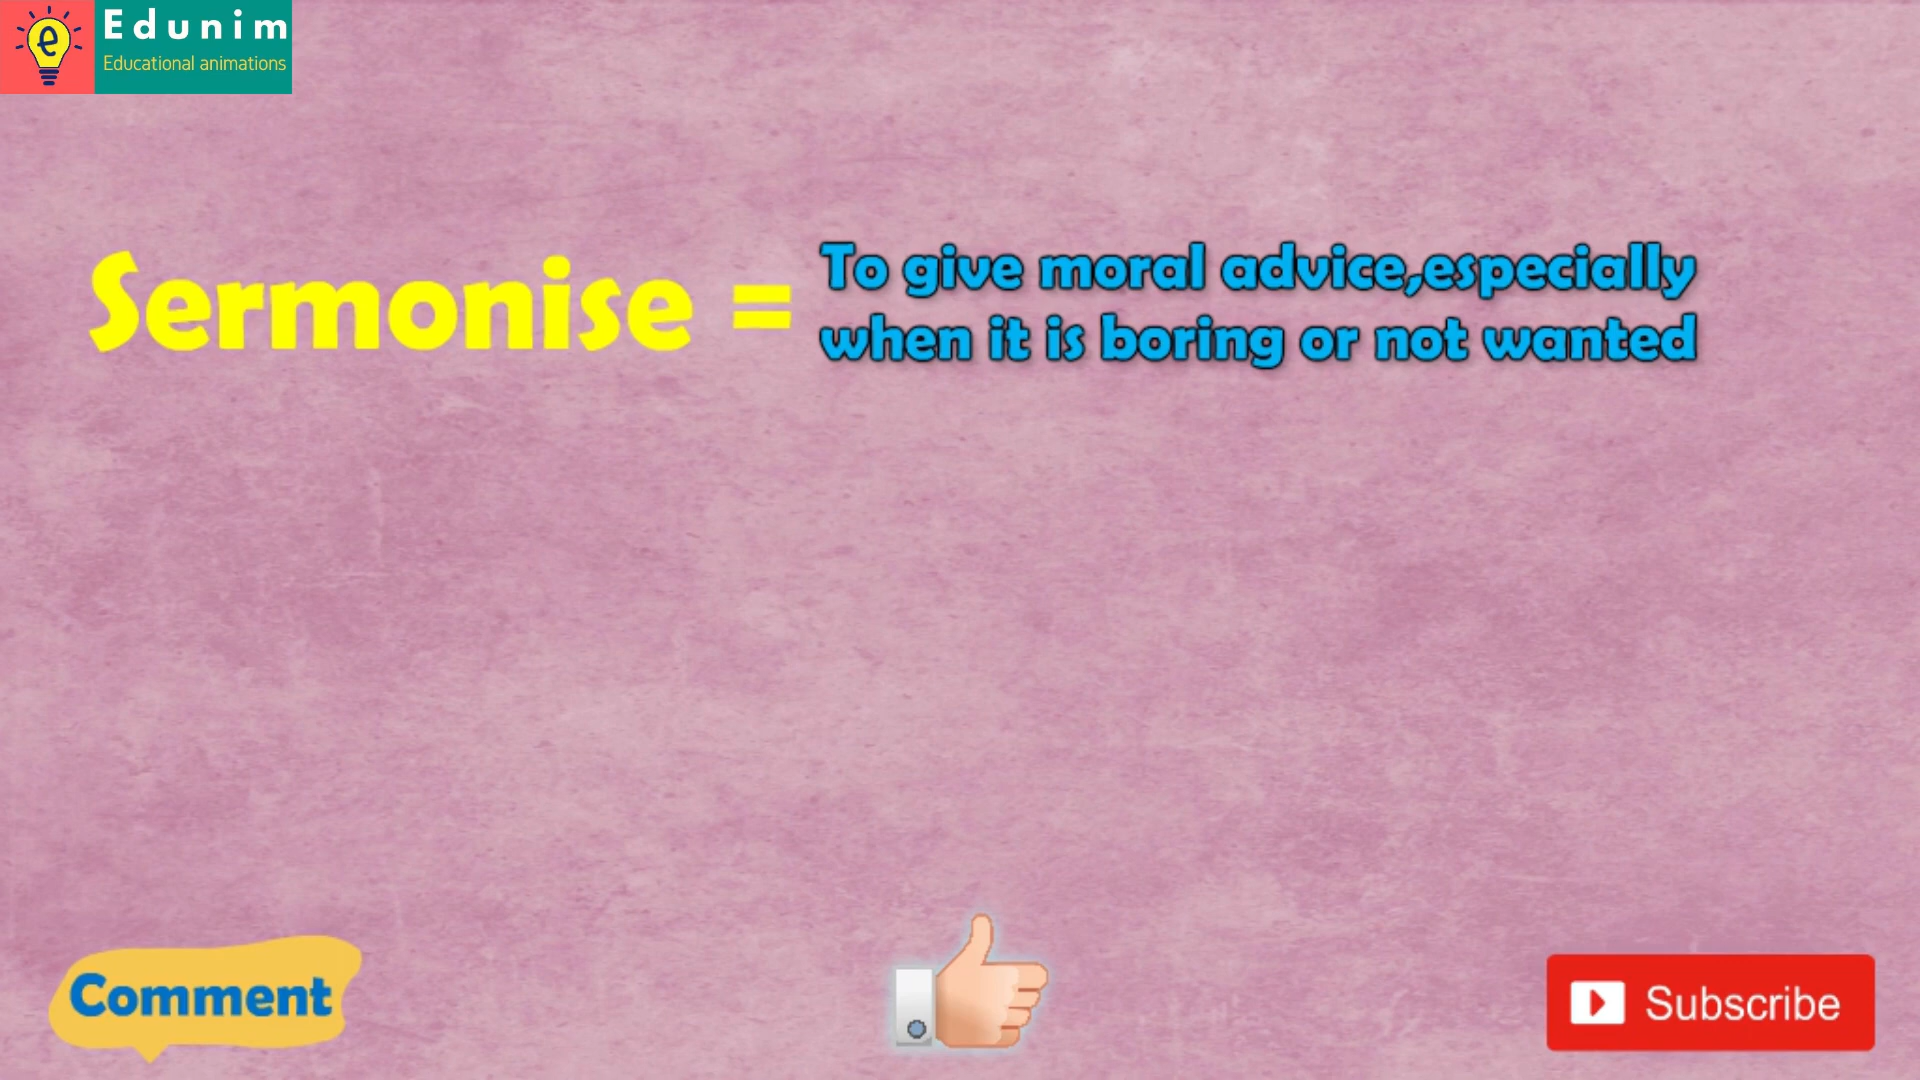 Edunim
Educational animations
Sermonise = To give moral advice,especially
when it is boring or not wanted
Comment
Subscribe